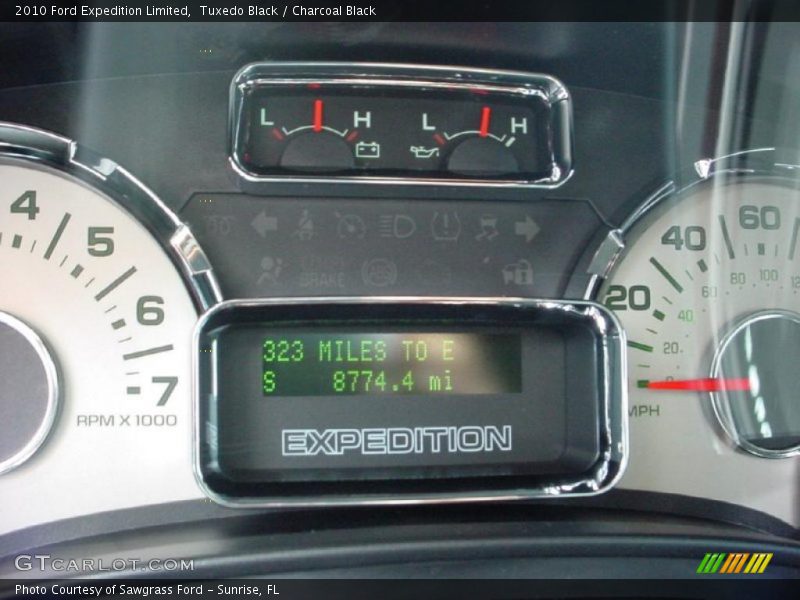 2010 Ford Expedition Limited, Tuxedo Black / Charcoal Black
L H L H
4 5 6 7
RPM X 1000
BRAKE
ABS
20 40 60
20 40 60 80 100
MPH
323 MILES TO E
S 8774.4 mi
EXPEDITION
GTCARLOT.COM
Photo Courtesy of Sawgrass Ford - Sunrise, FL